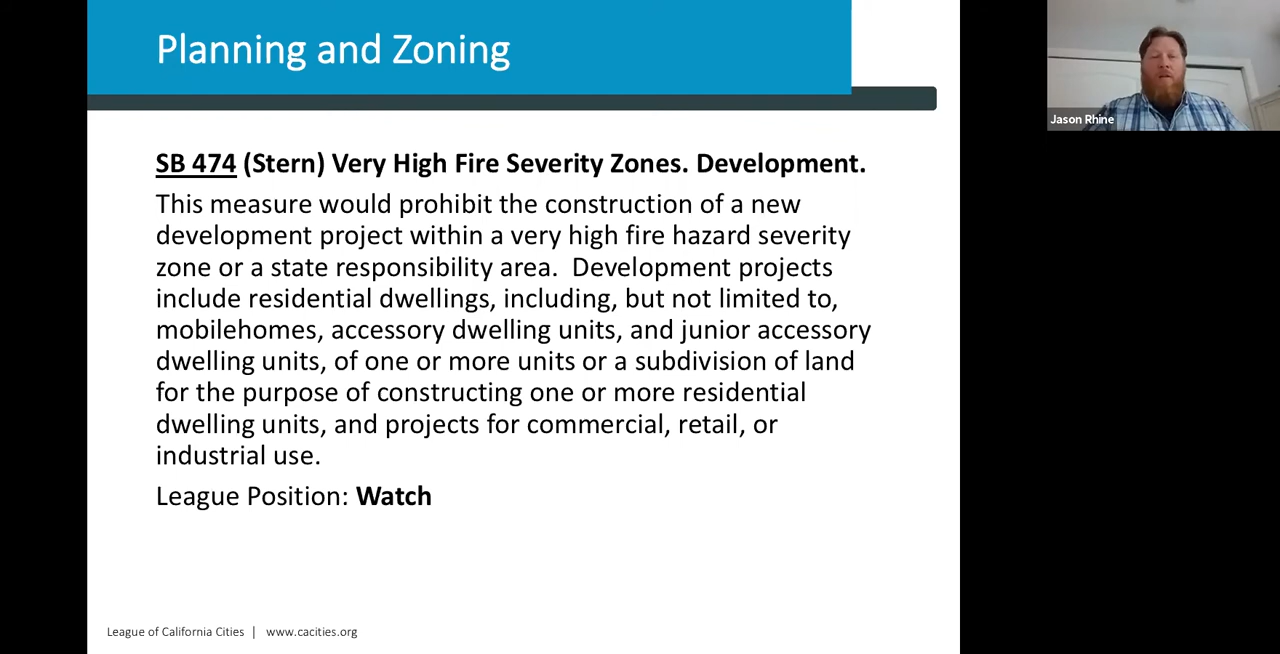 Planning and Zoning
Jason Rhine
SB 474 (Stern) Very High Fire Severity Zones. Development.
This measure would prohibit the construction of a new
development project within a very high fire hazard severity
zone or a state responsibility area.  Development projects
include residential dwellings, including, but not limited to,
mobilehomes, accessory dwelling units, and junior accessory
dwelling units, of one or more units or a subdivision of land
for the purpose of constructing one or more residential
dwelling units, and projects for commercial, retail, or
industrial use.
League Position: Watch
League of California Cities | www.cacities.org